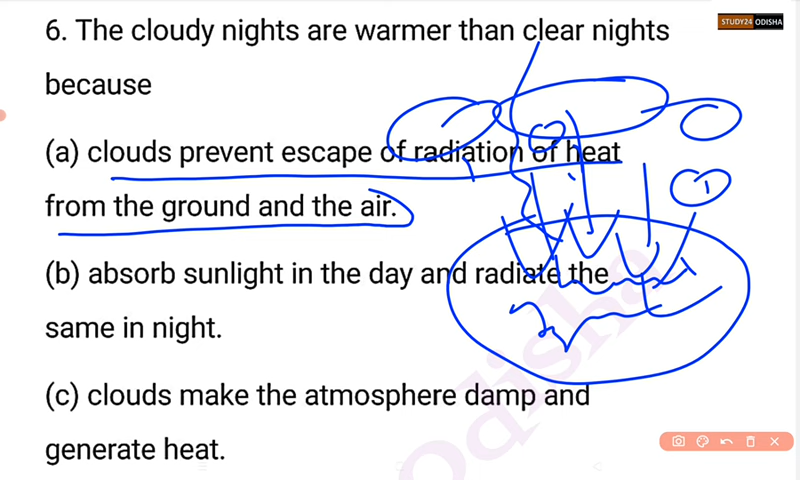 STUDY24 ODISHA
6. The cloudy nights are warmer than clear nights
because
(a) clouds prevent escape of radiation of heat
from the ground and the air.
(b) absorb sunlight in the day and radiate the
same in night.
(c) clouds make the atmosphere damp and
generate heat.
Odisha